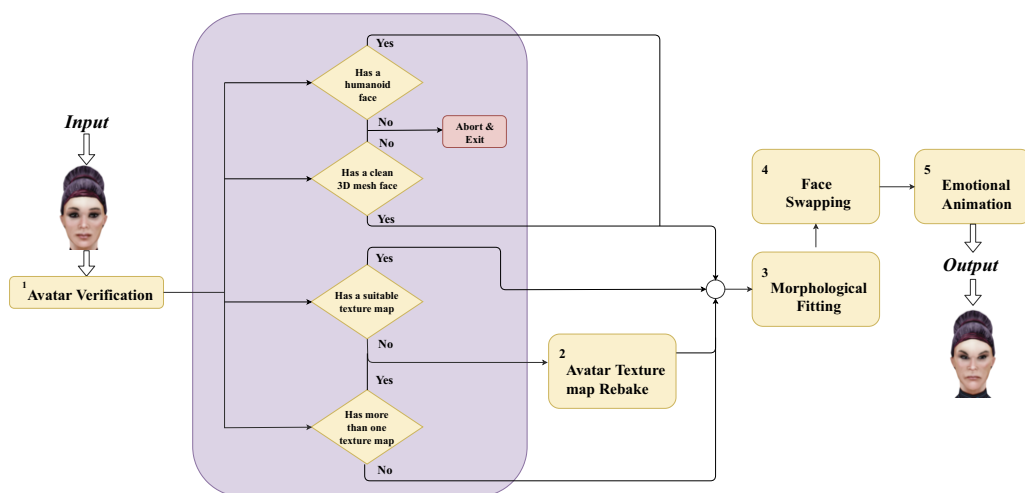 Input
1
Avatar Verification
Yes
Has a
humanoid
face
No
Abort &
Exit
No
Has a clean
3D mesh face
Yes
Yes
Has a suitable
texture map
No
Yes
Has more
than one
texture map
No
2
Avatar Texture
map Rebake
3
Morphological
Fitting
4
Face
Swapping
5
Emotional
Animation
Output